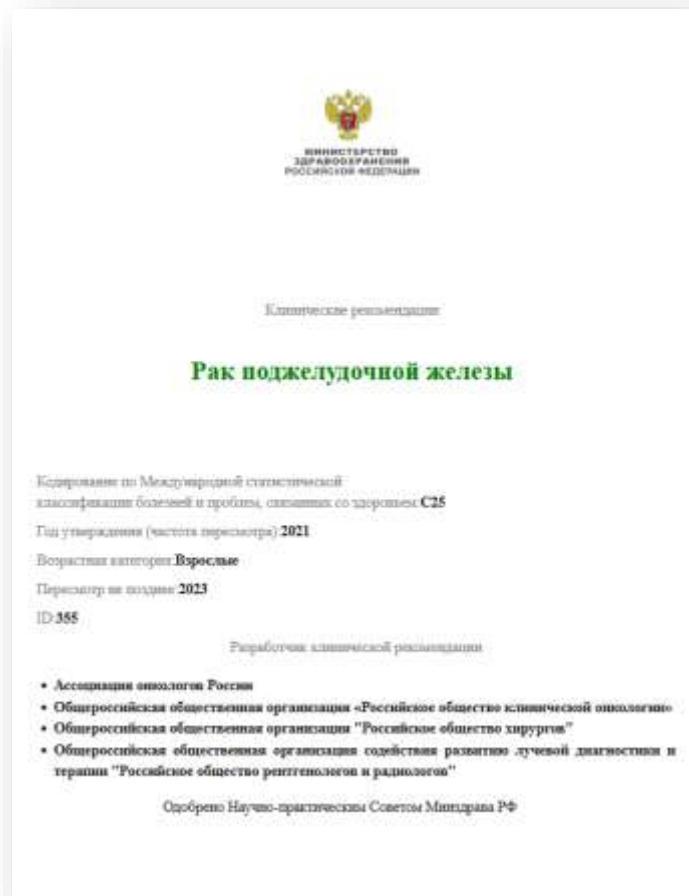 МИНИСТЕРСТВО
ЗДРАВООХРАНЕНИЯ
РОССИЙСКОЙ ФЕДЕРАЦИИ
Клинические рекомендации
Рак поджелудочной железы
Кодирование по Международной статистической
классификации болезней и проблем, связанных со здоровьем:C25
Год утверждения (частота пересмотра):2021
Возрастная категория:Взрослые
Пересмотр не позднее:2023
ID:355
Разработчик клинической рекомендации
• Ассоциация онкологов России
• Общероссийская общественная организация «Российское общество клинической онкологии»
• Общероссийская общественная организация "Российское общество хирургов"
• Общероссийская общественная организация содействия развитию лучевой диагностики и
терапии "Российское общество рентгенологов и радиологов"
Одобрено Научно-практическим Советом Минздрава РФ